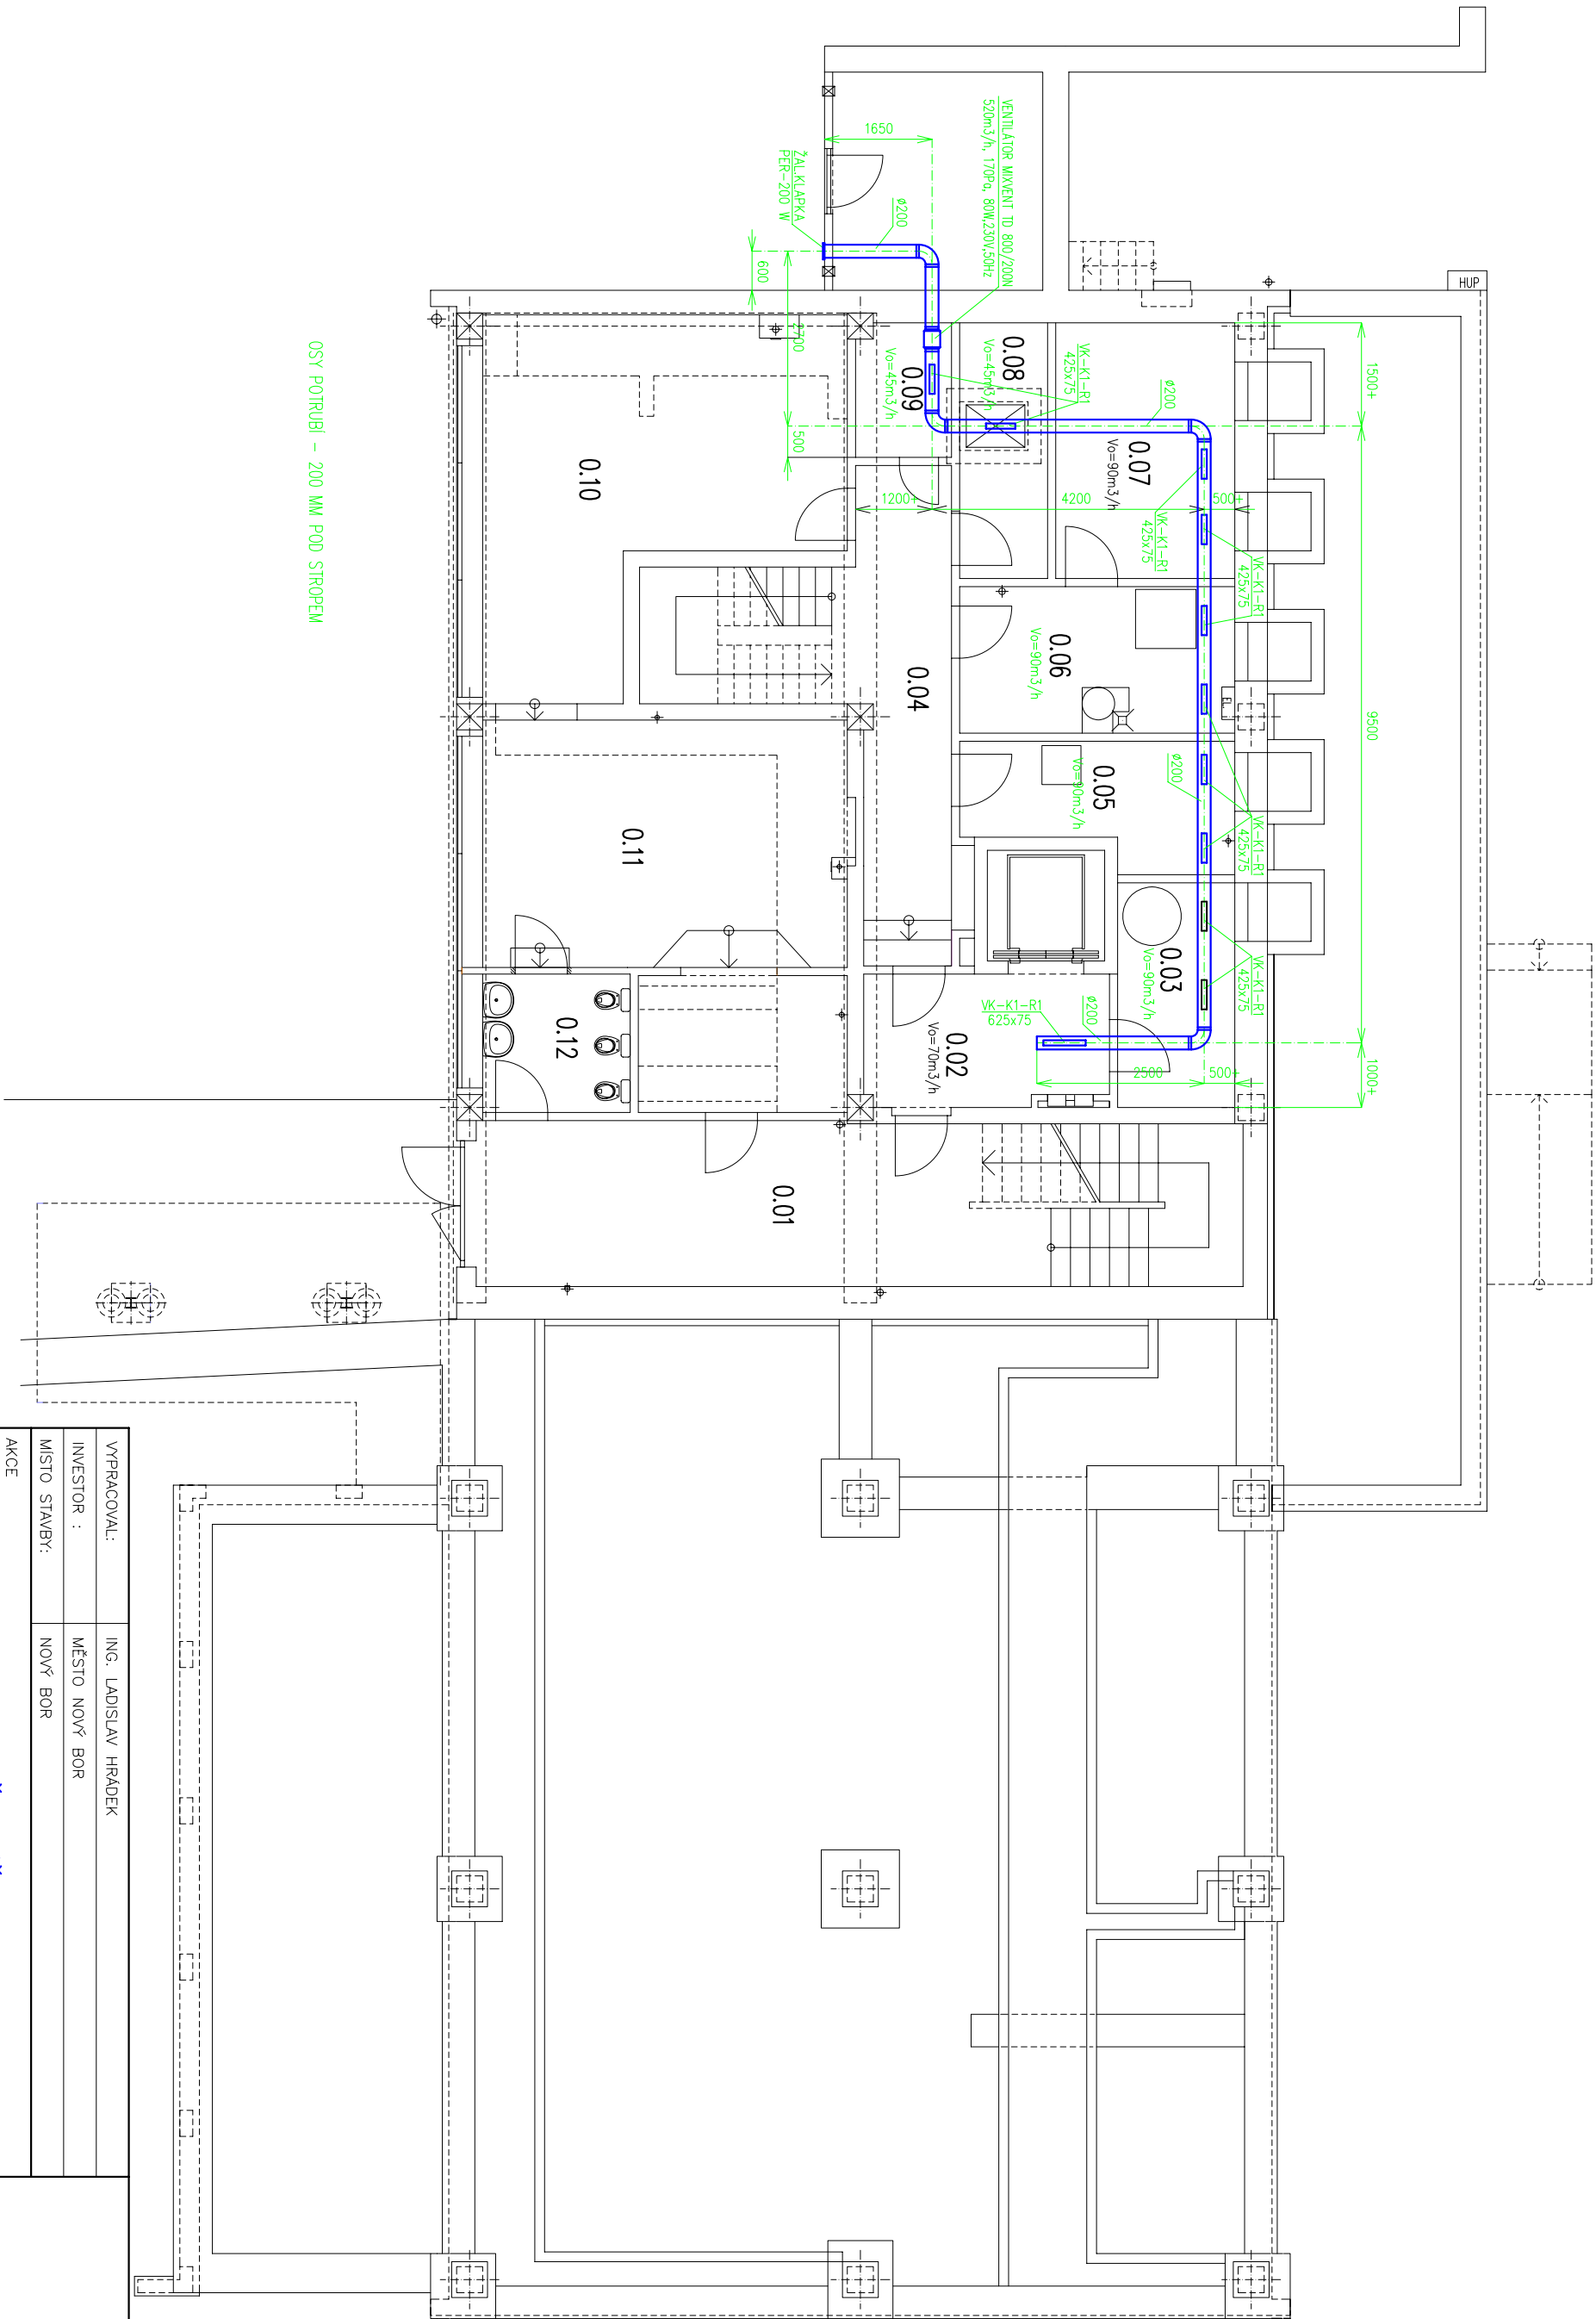 HUP
VENTILÁTOR MIXVENT TD 800/200N
520m3/h, 170Pa, 80W,230V,50Hz
1650
ŽAL.KLAPKA
PER-200 W
ø200
600
2700
500
1500+
9500
1000+
0.08
Vo=45m3/h
0.09
Vo=45m3/h
VK-K1-R1
425x75
ø200
0.07
Vo=90m3/h
1200+
4200
500+
VK-K1-R1
425x75
VK-K1-R1
425x75
0.10
OSY POTRUBÍ - 200 MM POD STROPEM
0.06
Vo=90m3/h
0.04
EL
0.05
Vo=90m3/h
ø200
VK-K1-R1
425x75
0.11
0.03
Vo=90m3/h
VK-K1-R1
425x75
VK-K1-R1
625x75
ø200
0.02
Vo=70m3/h
2500
500+
H
0.12
0.01
VYPRACOVAL:
ING. LADISLAV HRÁDEK
INVESTOR :
MĚSTO NOVÝ BOR
MÍSTO STAVBY:
NOVÝ BOR
AKCE